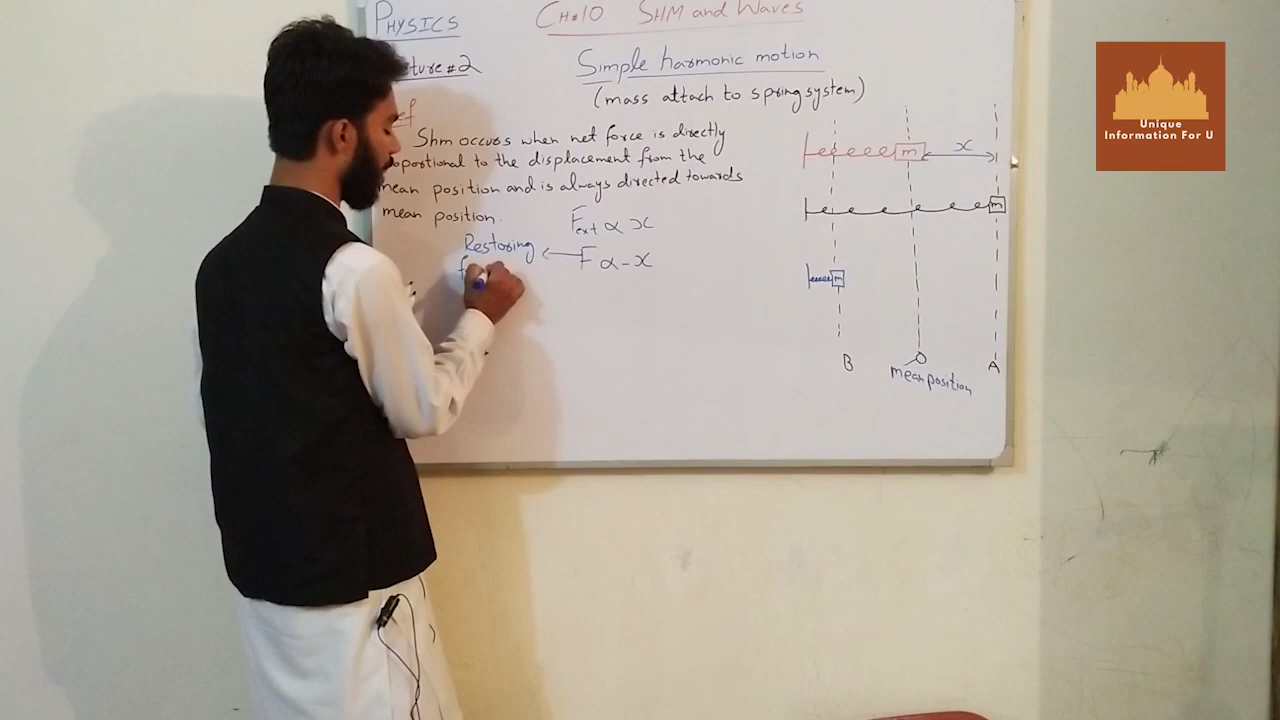 PHYSICS
CH#10 SHM and Waves
#2
Simple harmonic motion
(mass attach to spring system)
Shm occurs when net force is directly
to the displacement from the
mean position and is always directed towards
mean position.
Fext α x
Restoring ← F α - x
m x
m
m
B O A
mean position
Unique
Information For U